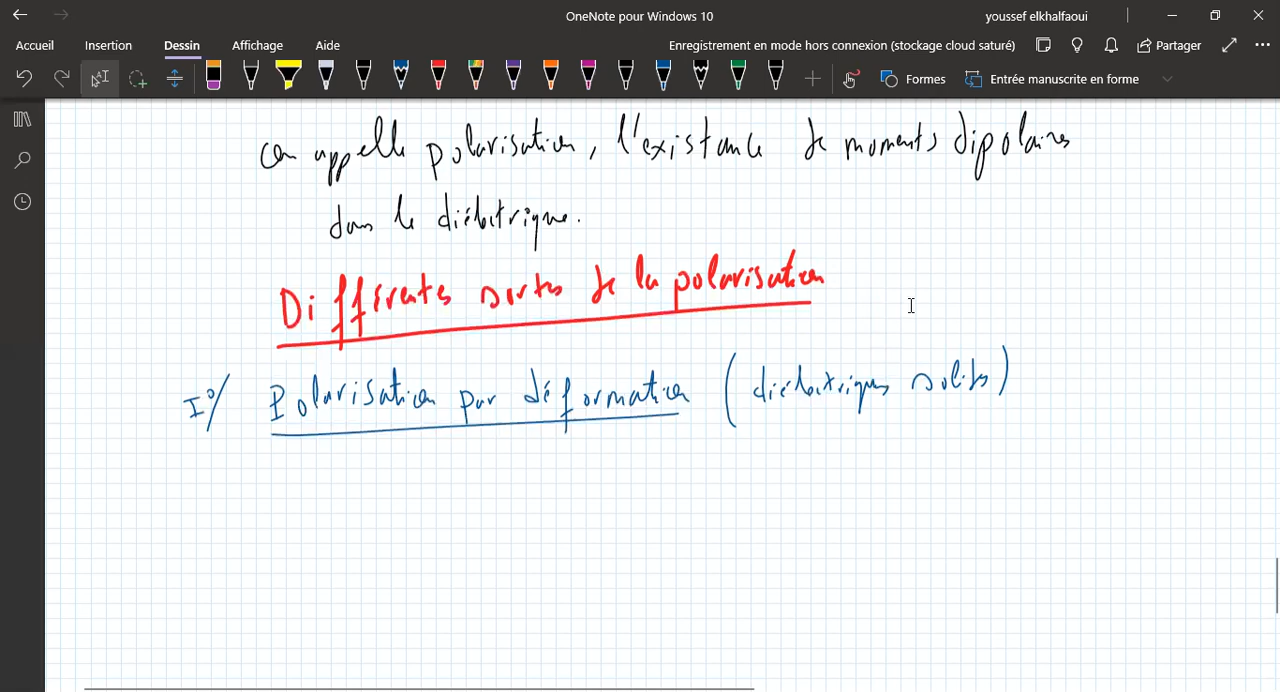 OneNote pour Windows 10
youssef elkhalfaoui
Accueil Insertion Dessin Affichage Aide
Enregistrement en mode hors connexion (stockage cloud saturé)
Partager
Formes
Entrée manuscrite en forme
on appelle polarisation, l'existance de moments dipolaires
dans le diélectrique.
Différentes sortes de la polarisation
I°/ Polarisation par déformation (diélectriques solides)